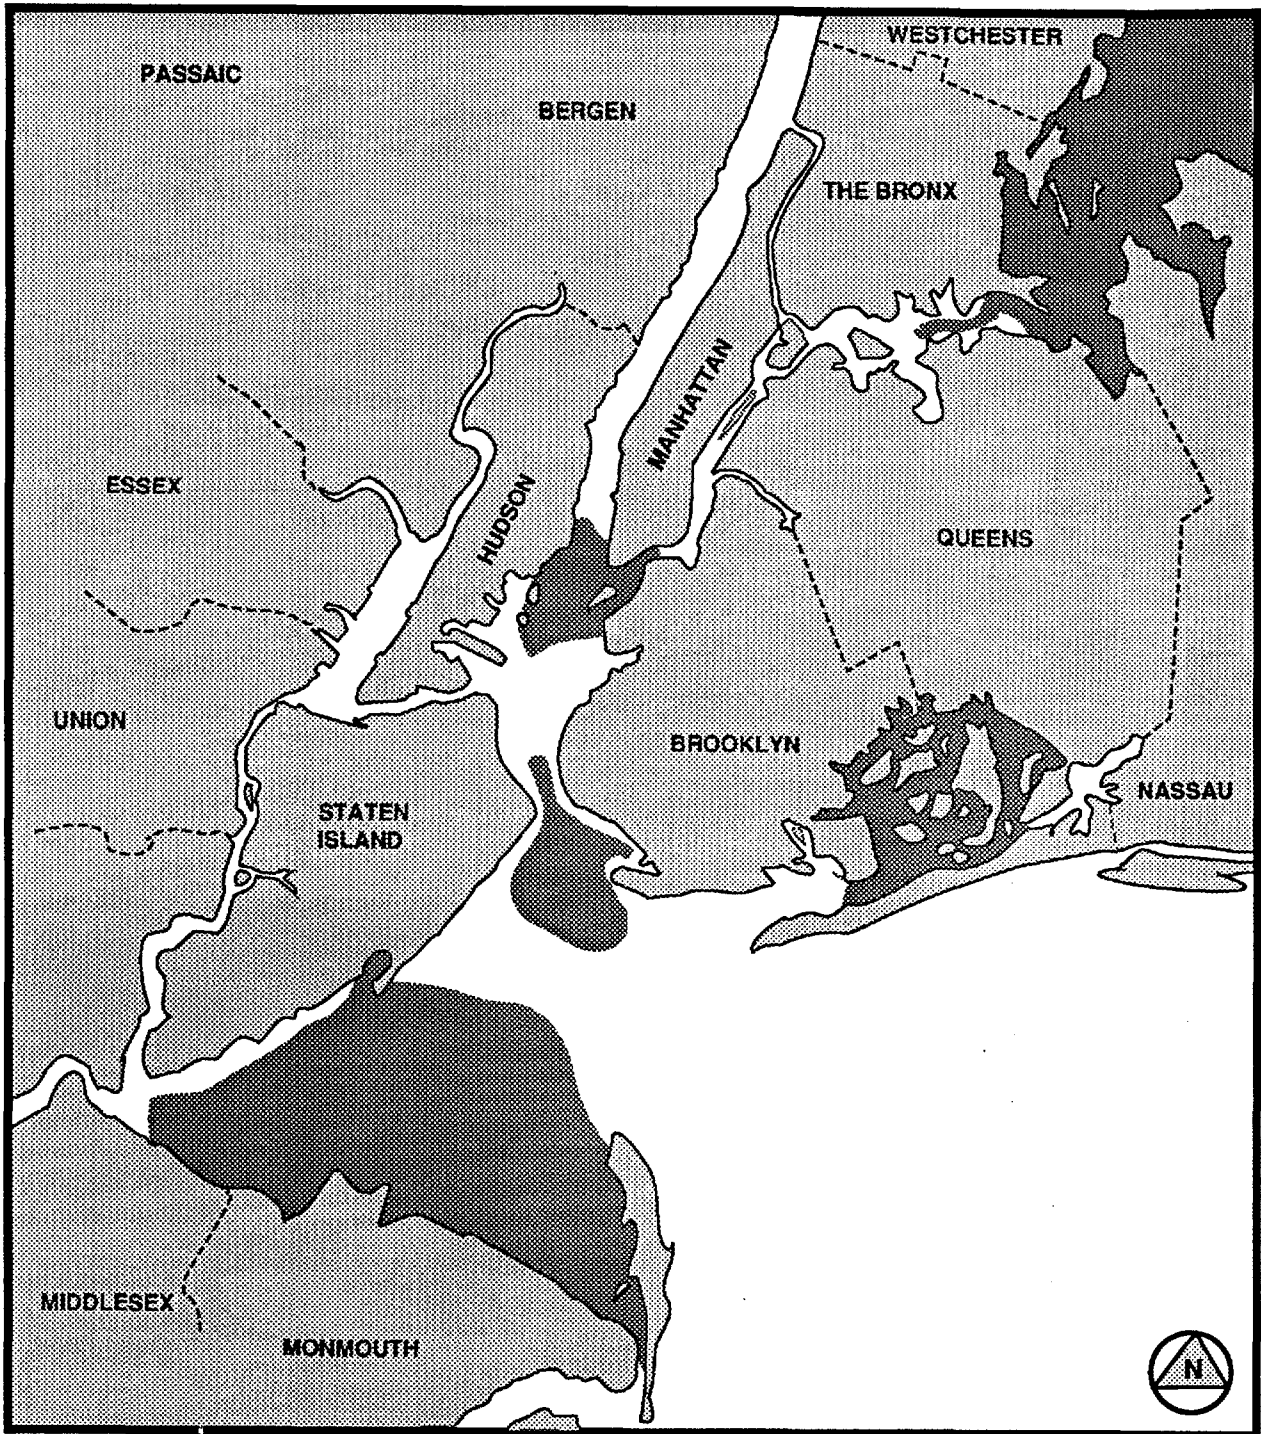 WESTCHESTER
PASSAIC
BERGEN
THE BRONX
MANHATTAN
ESSEX
HUDSON
QUEENS
UNION
BROOKLYN
NASSAU
STATEN
ISLAND
MIDDLESEX
MONMOUTH
N